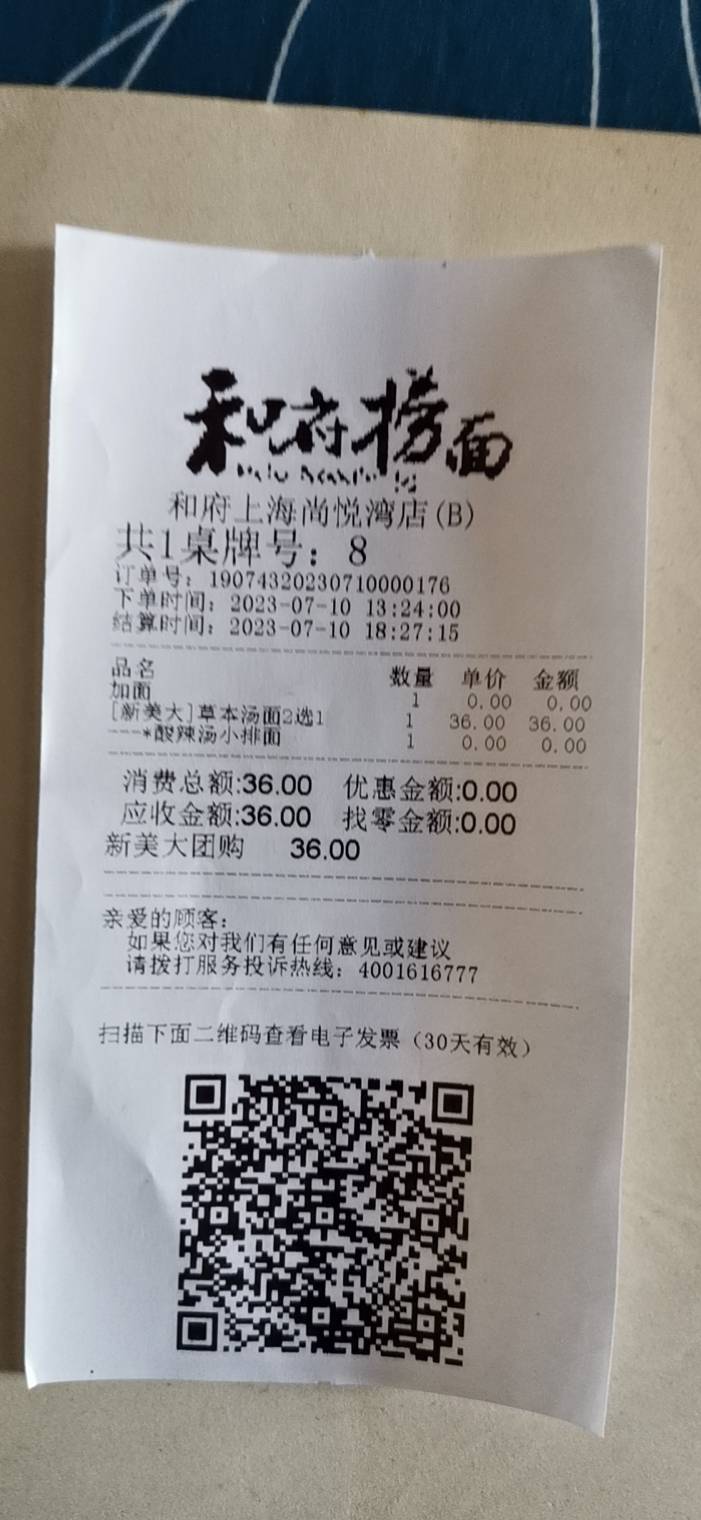 和府捞面
和府上海尚悦湾店(B)
共1桌牌号: 8
订单号: 19074320230710000176
下单时间: 2023-07-10 13:24:00
结算时间: 2023-07-10 18:27:15
品名 数量 单价 金额
加面 1 0.00 0.00
[新美大]草本汤面2选1 1 36.00 36.00
---*酸辣汤小排面 1 0.00 0.00
消费总额:36.00 优惠金额:0.00
应收金额:36.00 找零金额:0.00
新美大团购 36.00
亲爱的顾客:
如果您对我们有任何意见或建议
请拨打服务投诉热线: 4001616777
扫描下面二维码查看电子发票(30天有效)